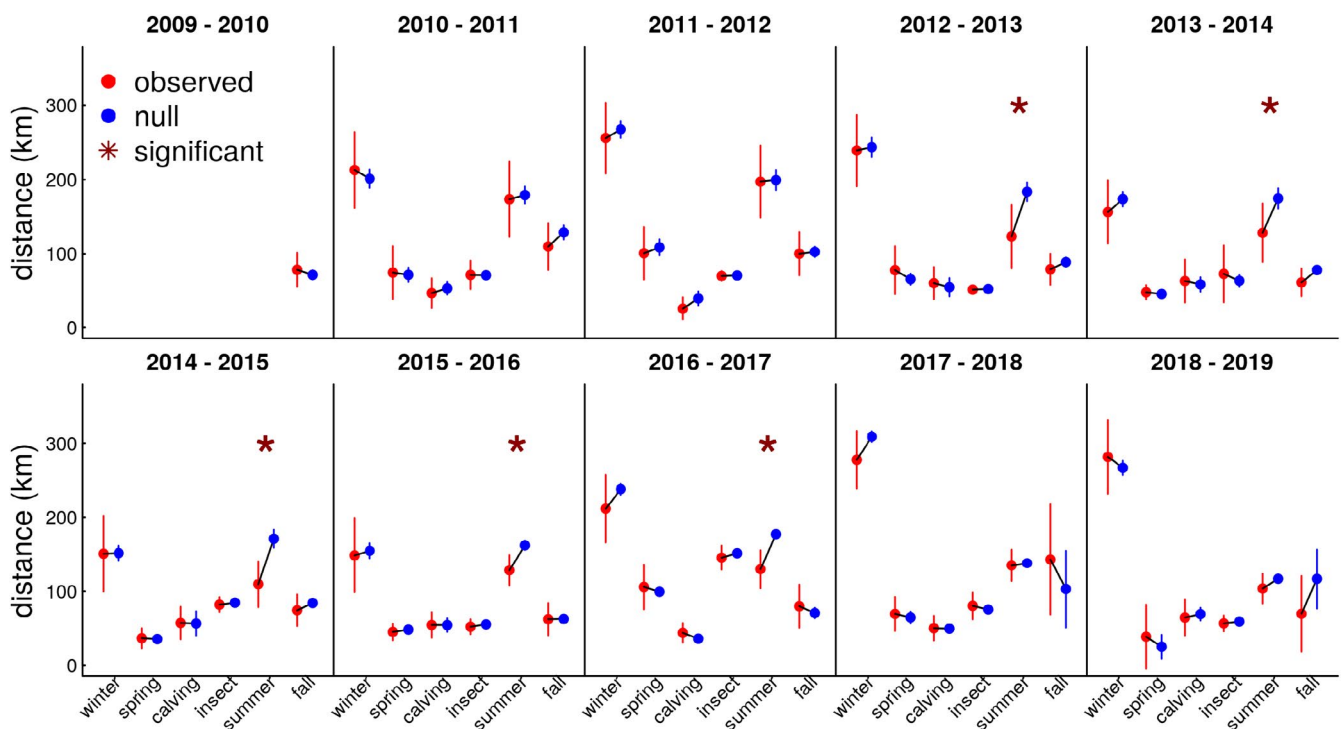 2009 - 2010 2010 - 2011 2011 - 2012 2012 - 2013 2013 - 2014
observed
null
significant
distance (km)
300
200
100
0
2014 - 2015 2015 - 2016 2016 - 2017 2017 - 2018 2018 - 2019
distance (km)
300
200
100
0
winter spring calving insect summer fall winter spring calving insect summer fall winter spring calving insect summer fall winter spring calving insect summer fall winter spring calving insect summer fall